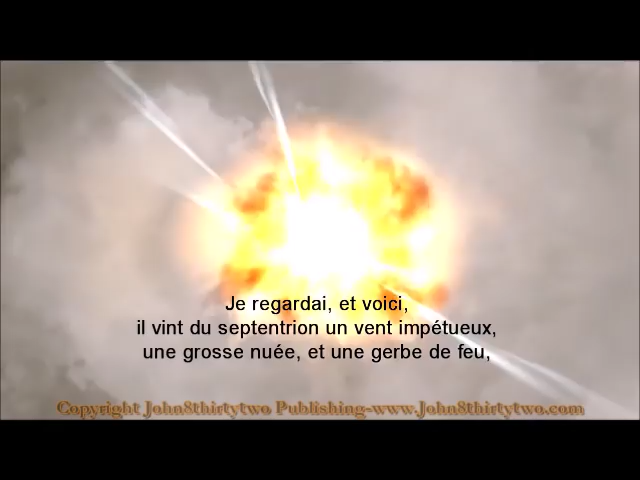 Je regardai, et voici,
il vint du septentrion un vent impétueux,
une grosse nuée, et une gerbe de feu,
Copyright John8thirtytwo Publishing-www.John8thirtytwo.com